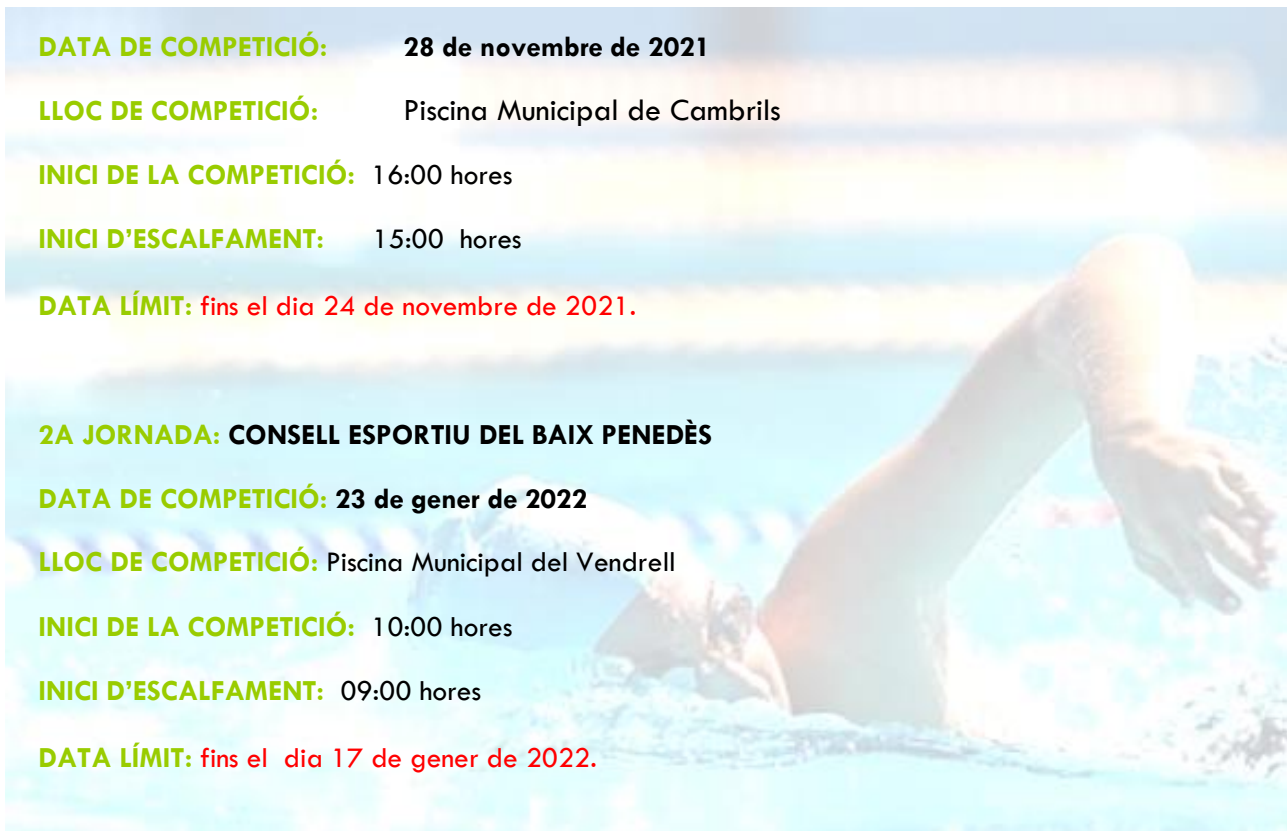 DATA DE COMPETICIÓ: 28 de novembre de 2021
LLOC DE COMPETICIÓ: Piscina Municipal de Cambrils
INICI DE LA COMPETICIÓ: 16:00 hores
INICI D’ESCALFAMENT: 15:00 hores
DATA LÍMIT: fins el dia 24 de novembre de 2021.
2A JORNADA: CONSELL ESPORTIU DEL BAIX PENEDÈS
DATA DE COMPETICIÓ: 23 de gener de 2022
LLOC DE COMPETICIÓ: Piscina Municipal del Vendrell
INICI DE LA COMPETICIÓ: 10:00 hores
INICI D’ESCALFAMENT: 09:00 hores
DATA LÍMIT: fins el dia 17 de gener de 2022.